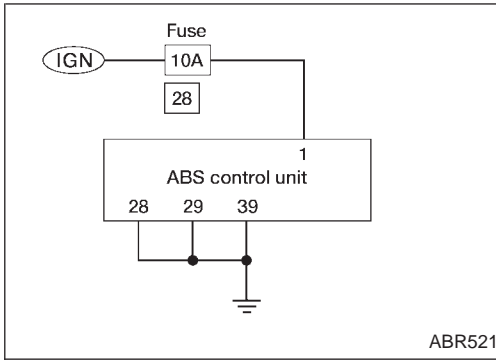 Fuse
IGN 10A
28
1
ABS control unit
28 29 39
ABR521